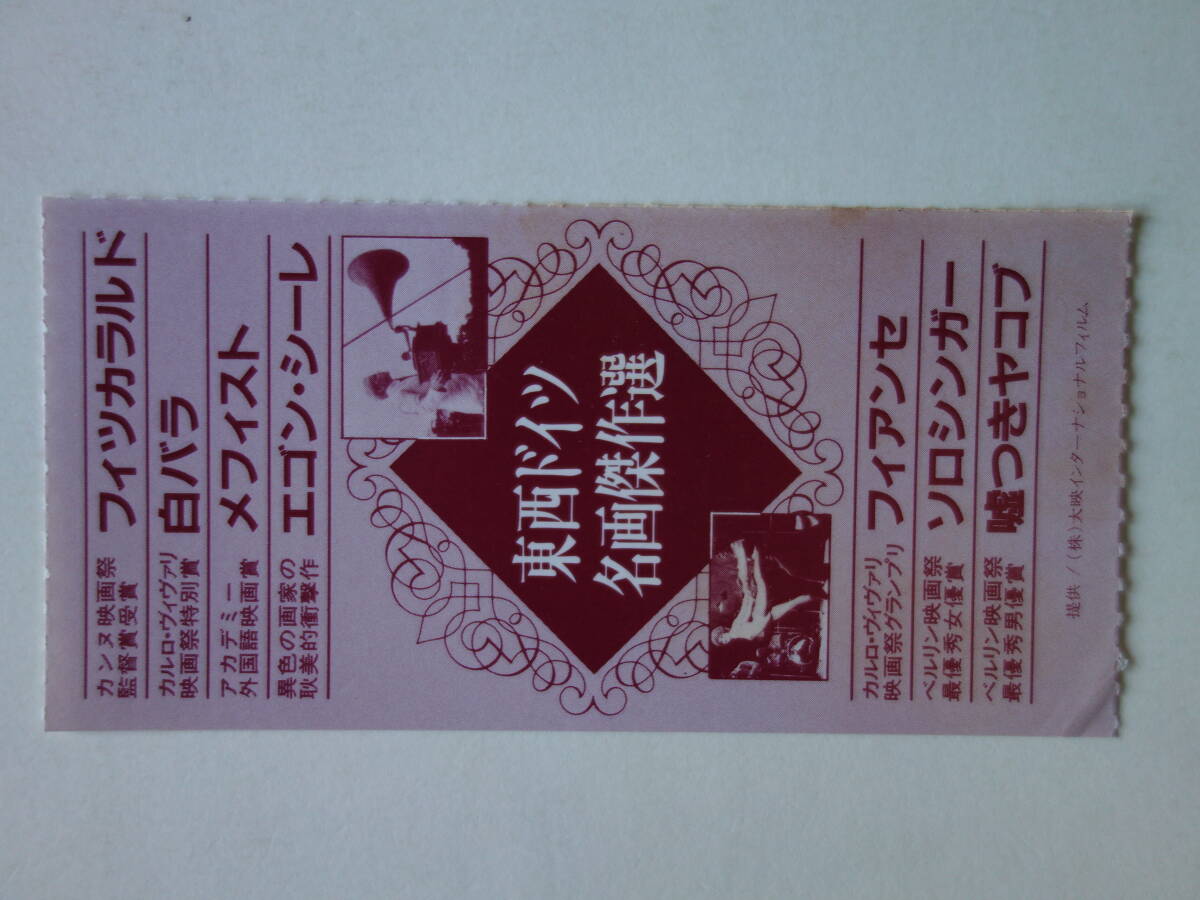 カンヌ映画祭
監督賞受賞
フィツカラルド
カルロ・ヴィヴァリ
映画祭特別賞
白バラ
アカデミー
外国語映画賞
メフィスト
異色の画家の
耽美的衝撃作
エゴン・シーレ
東西ドイツ
名画傑作選
カルロ・ヴィヴァリ
映画祭グランプリ
フィアンセ
ベルリン映画祭
最優秀女優賞
ソロシンガー
ベルリン映画祭
最優秀男優賞
嘘つきヤコブ
提供／(株)大映インターナショナルフィルム